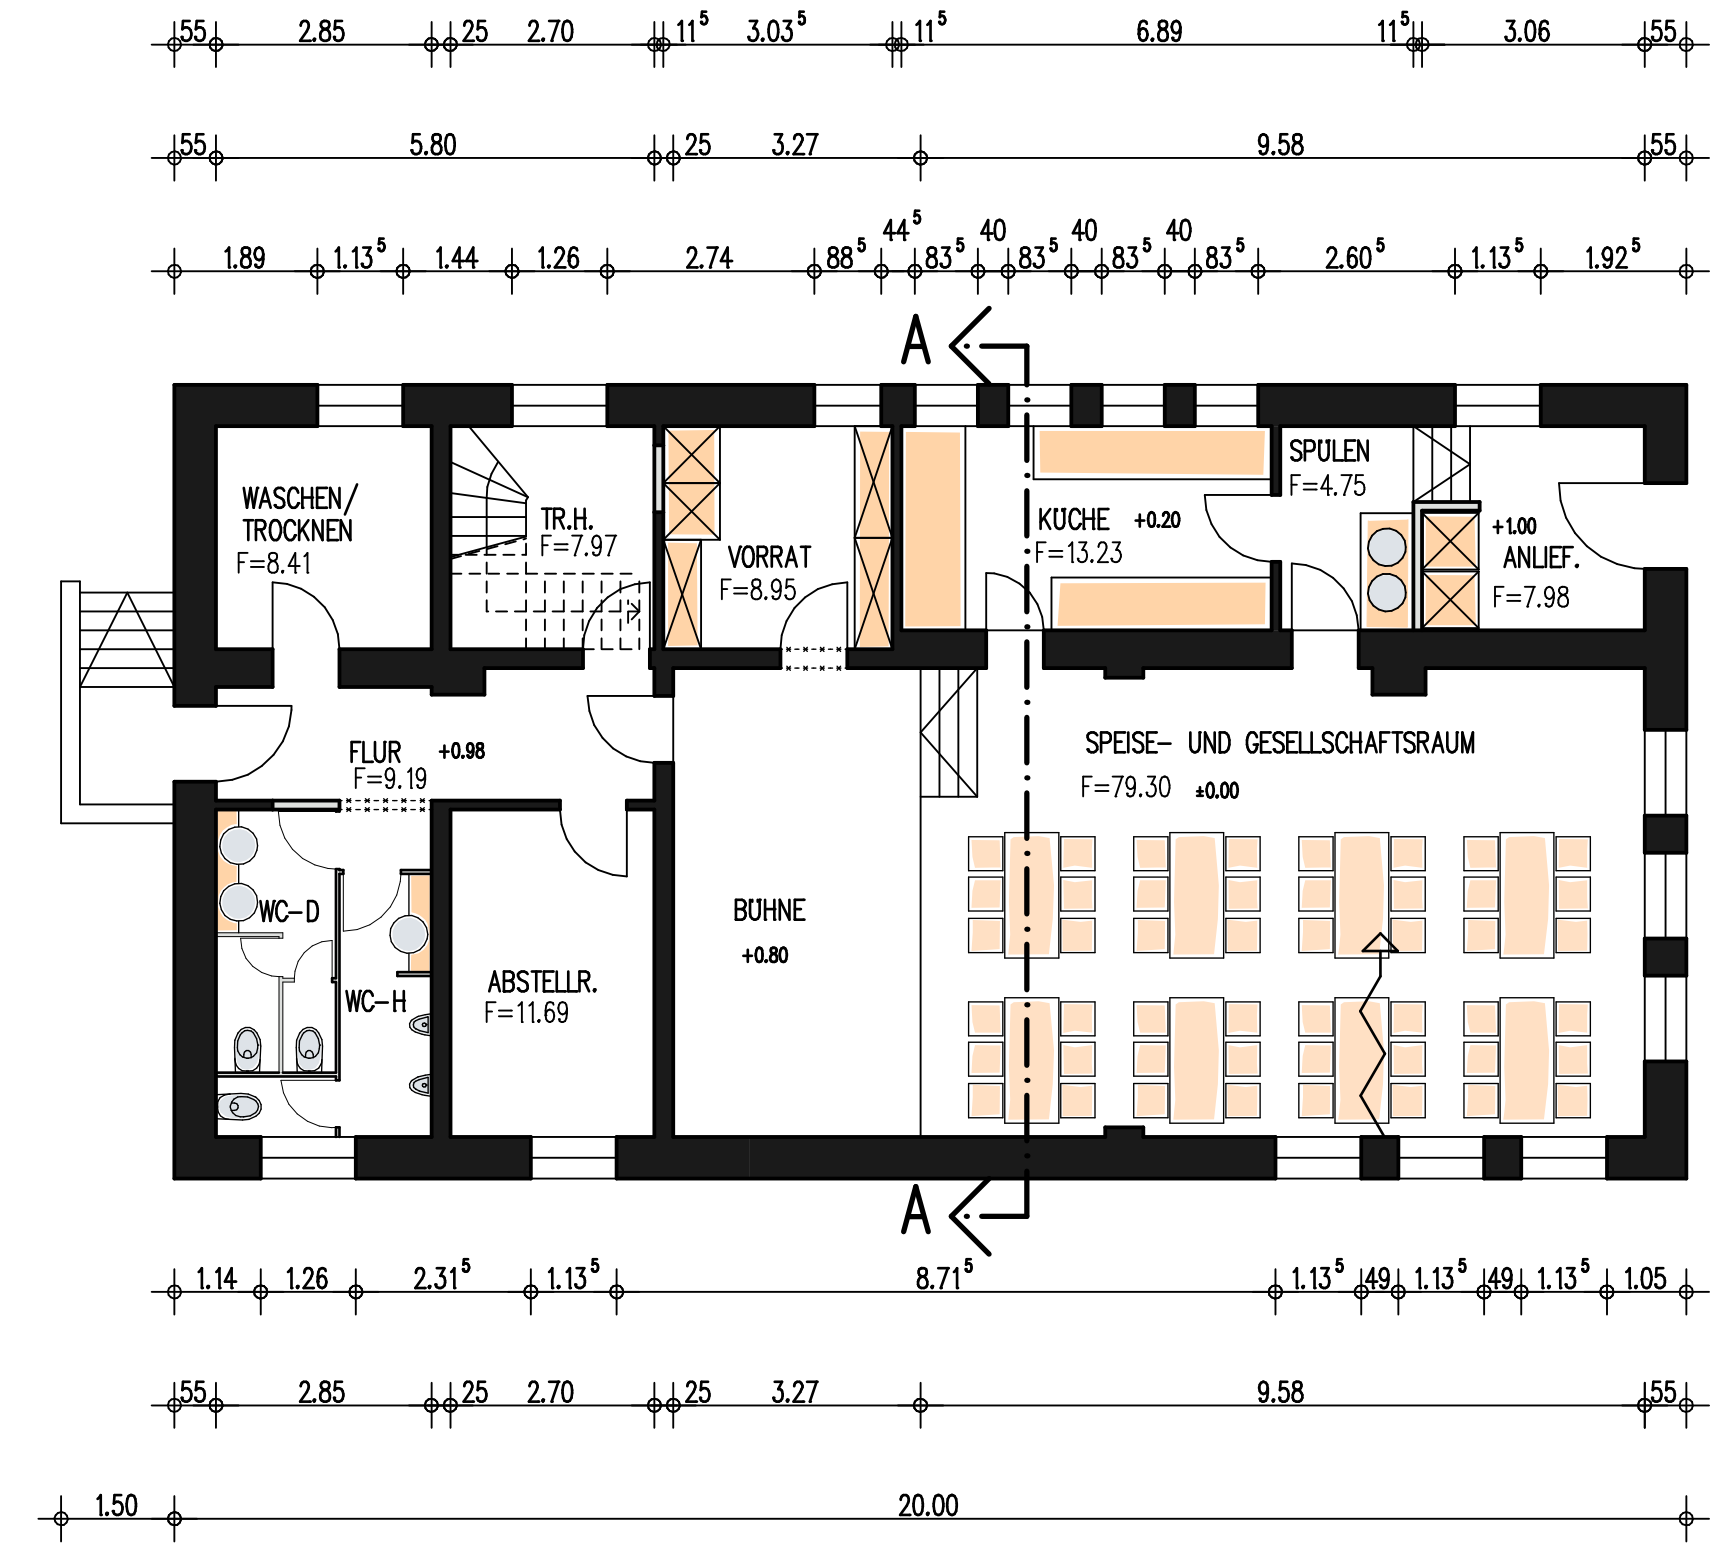 55 2.85 25 2.70 11⁵ 3.03⁵ 11⁵ 6.89 11⁵ 3.06 55
55 5.80 25 3.27 9.58 55
44⁵ 40 40 40
1.89 1.13⁵ 1.44 1.26 2.74 88⁵ 83⁵ 83⁵ 83⁵ 83⁵ 2.60⁵ 1.13⁵ 1.92⁵
A
WASCHEN/
TROCKNEN
F=8.41
TR.H.
F=7.97
VORRAT
F=8.95
KÜCHE +0.20
F=13.23
SPÜLEN
F=4.75
+1.00
ANLIEF.
F=7.98
FLUR +0.98
F=9.19
SPEISE- UND GESELLSCHAFTSRAUM
F=79.30 ±0.00
WC-D
WC-H
ABSTELLR.
F=11.69
BÜHNE
+0.80
A
1.14 1.26 2.31⁵ 1.13⁵ 8.71⁵ 1.13⁵ 49 1.13⁵ 49 1.13⁵ 1.05
55 2.85 25 2.70 25 3.27 9.58 55
1.50 20.00